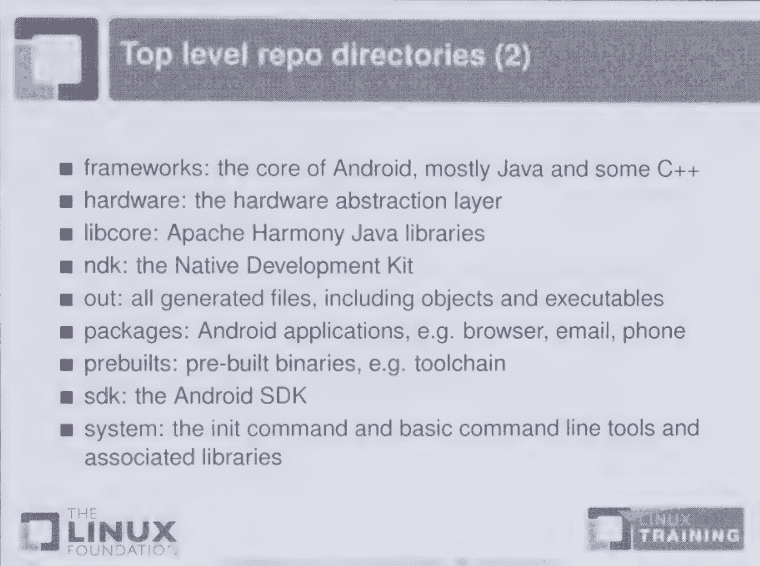 Top level repo directories (2)
frameworks: the core of Android, mostly Java and some C++
hardware: the hardware abstraction layer
libcore: Apache Harmony Java libraries
ndk: the Native Development Kit
out: all generated files, including objects and executables
packages: Android applications, e.g. browser, email, phone
prebuilts: pre-built binaries, e.g. toolchain
sdk: the Android SDK
system: the init command and basic command line tools and
associated libraries
THE
LINUX
FOUNDATION
LINUX
TRAINING